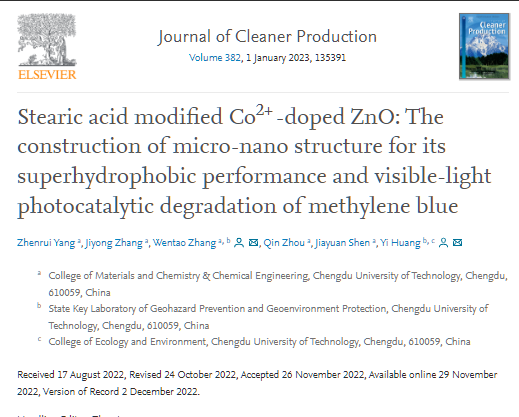 Journal of Cleaner Production
Volume 382, 1 January 2023, 135391
ELSEVIER
Cleaner
Production
Stearic acid modified Co²⁺ -doped ZnO: The
construction of micro-nano structure for its
superhydrophobic performance and visible-light
photocatalytic degradation of methylene blue
Zhenrui Yang ᵃ, Jiyong Zhang ᵃ, Wentao Zhang ᵃ, ᵇ, Qin Zhou ᵃ, Jiayuan Shen ᵃ, Yi Huang ᵇ, ᶜ
a College of Materials and Chemistry & Chemical Engineering, Chengdu University of Technology, Chengdu,
610059, China
b State Key Laboratory of Geohazard Prevention and Geoenvironment Protection, Chengdu University of
Technology, Chengdu, 610059, China
c College of Ecology and Environment, Chengdu University of Technology, Chengdu, 610059, China
Received 17 August 2022, Revised 24 October 2022, Accepted 26 November 2022, Available online 29 November
2022, Version of Record 2 December 2022.